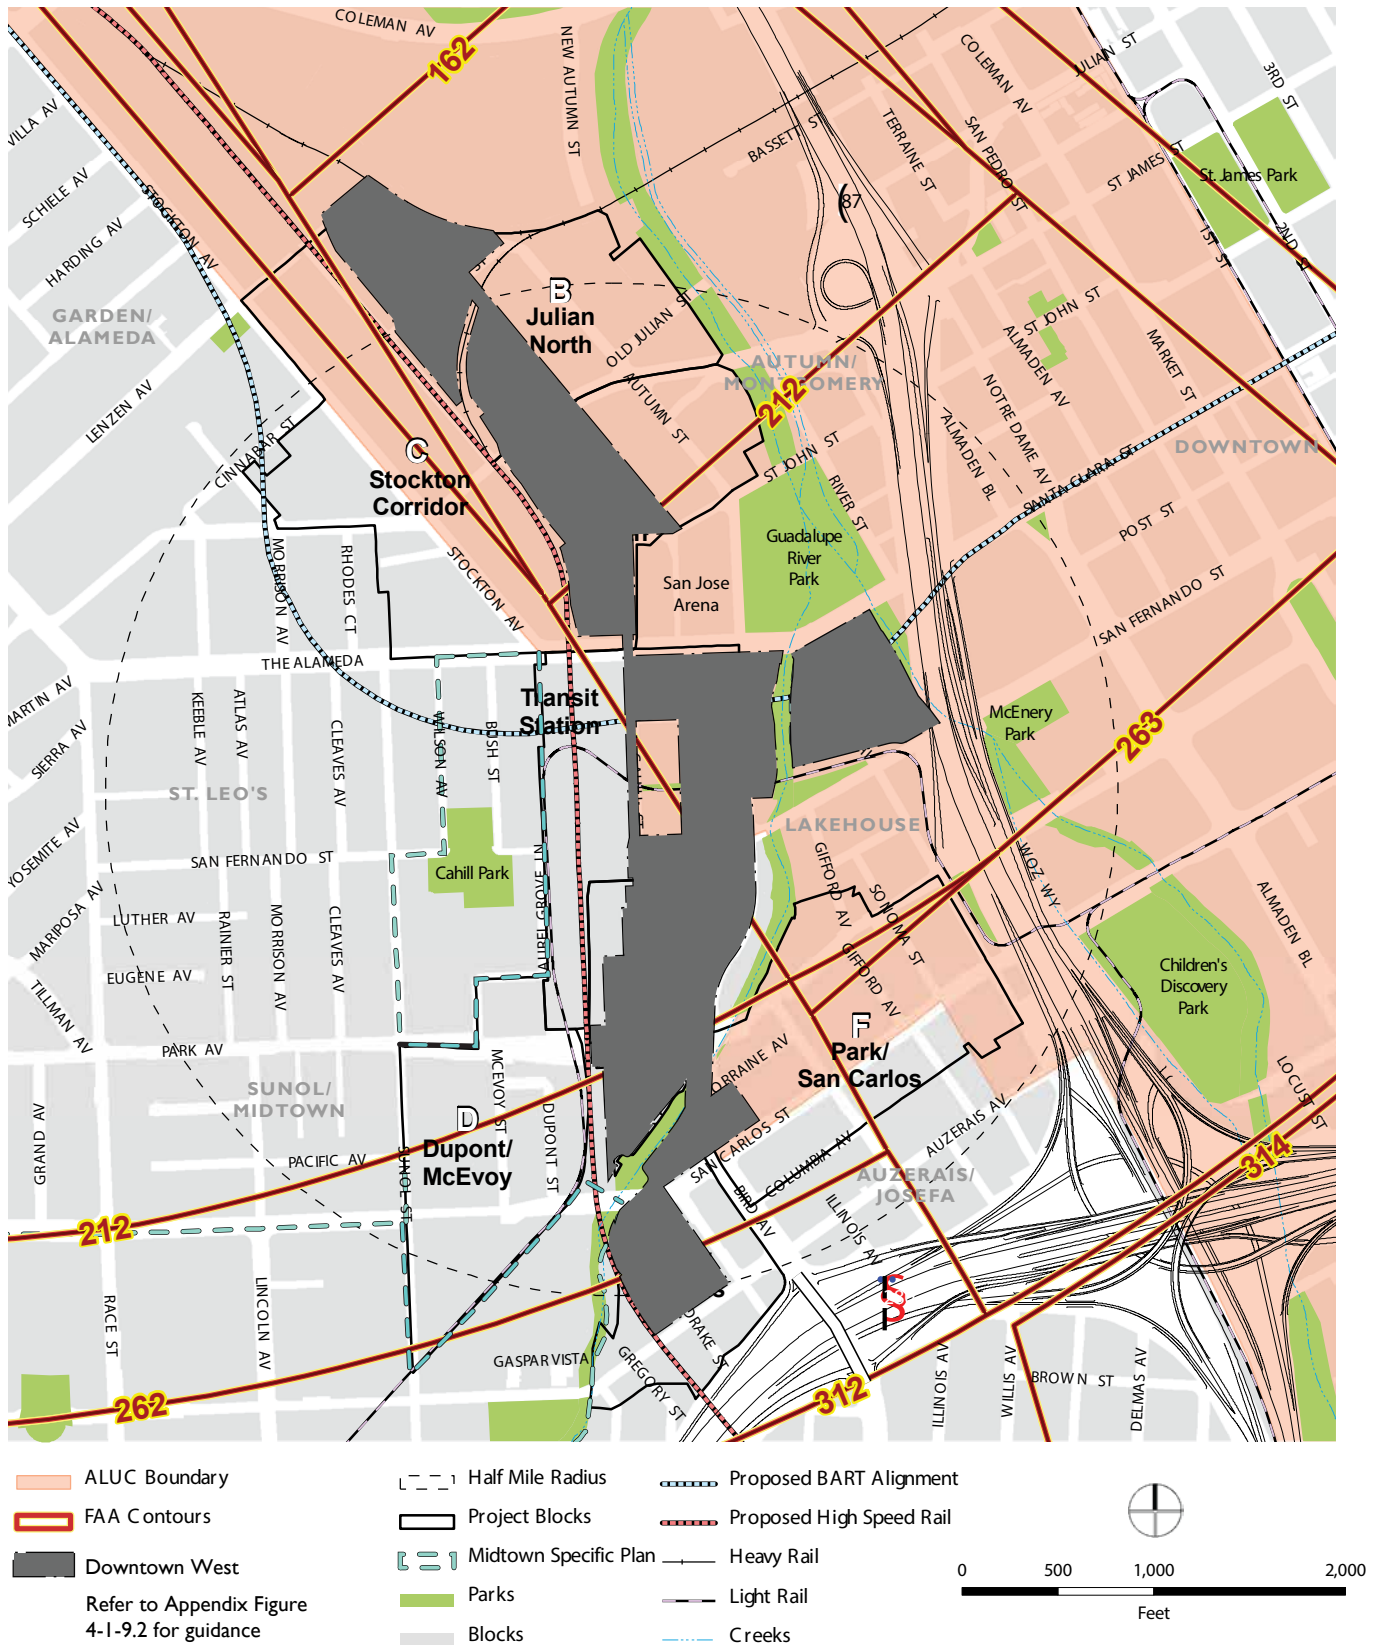 COLEMAN AV
162
NEW AUTUMN ST
COLEMAN AV
JULIAN ST
3RD ST
VILLA AV
SCHIELE AV
HARDING AV
STOCKTON AV
BASSETT ST
TERRAINE ST
SAN PEDRO ST
ST JAMES ST
St. James Park
87
1ST ST
GARDEN/
ALAMEDA
B
Julian
North
OLD JULIAN ST
AUTUMN ST
AUTUMN/
MONTGOMERY
212
ST JOHN ST
ALMADEN AV
MARKET ST
NOTRE DAME AV
ALMADEN BL
DOWNTOWN
LENZEN AV
CINNABAR ST
C
Stockton
Corridor
ST JOHN ST
RIVER ST
SANTA CLARA ST
POST ST
Guadalupe
River
Park
San Jose
Arena
SAN FERNANDO ST
MORRISON AV
RHODES CT
STOCKTON AV
THE ALAMEDA
MARTIN AV
SIERRA AV
KEEBLE AV
ATLAS AV
CLEAVES AV
WILSON AV
BUSH ST
Transit
Station
McEnery
Park
263
ST. LEO'S
LAKEHOUSE
YOSEMITE AV
SAN FERNANDO ST
Cahill Park
GIFFORD AV
SONOMA ST
WOZ WY
ALMADEN BL
MARIPOSA AV
LUTHER AV
RAINIER ST
MORRISON AV
CLEAVES AV
GIFFORD AV
EUGENE AV
Children's
Discovery
Park
TILLMAN AV
PARK AV
F
Park/
San Carlos
LOCUST ST
SUNOL/
MIDTOWN
MCEVOY ST
D
Dupont/
McEvoy
DUPONT ST
SAN CARLOS ST
COLUMBIA AV
AUZERAIS AV
AUZERAIS/
JOSEFA
314
GRAND AV
PACIFIC AV
SUNOL ST
BIRD AV
ILLINOIS AV
212
RACE ST
LINCOLN AV
262
GASPAR VISTA
GREGORY ST
DRAKE ST
312
ILLINOIS AV
WILLIS AV
BROWN ST
DELMAS AV
ALUC Boundary
FAA Contours
Downtown West
Refer to Appendix Figure
4-1-9.2 for guidance
Half Mile Radius
Project Blocks
Midtown Specific Plan
Parks
Blocks
Proposed BART Alignment
Proposed High Speed Rail
Heavy Rail
Light Rail
Creeks
0 500 1,000 2,000
Feet